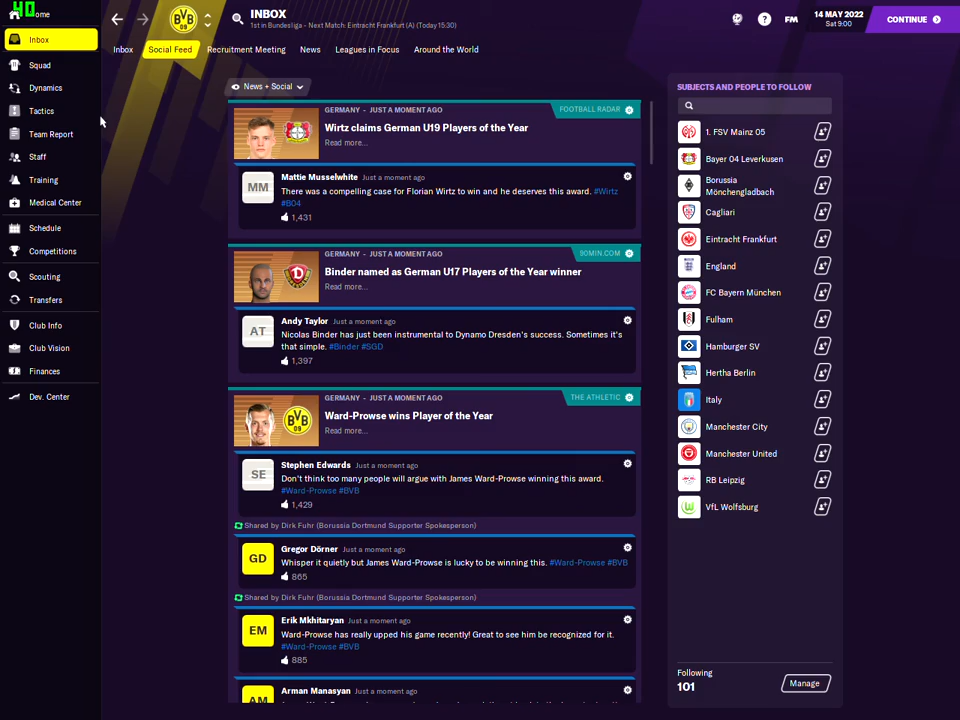 40
ome
INBOX
1st in Bundesliga - Next Match: Eintracht Frankfurt (A) (Today 15:30)
FM
14 MAY 2022
Sat 9:00
CONTINUE
Inbox
Squad
Dynamics
Tactics
Team Report
Staff
Training
Medical Center
Schedule
Competitions
Scouting
Transfers
Club Info
Club Vision
Finances
Dev. Center
Inbox
Social Feed
Recruitment Meeting
News
Leagues in Focus
Around the World
News + Social
GERMANY - JUST A MOMENT AGO
FOOTBALL RADAR
Wirtz claims German U19 Players of the Year
Read more...
MM
Mattie Musselwhite Just a moment ago
There was a compelling case for Florian Wirtz to win and he deserves this award. #Wirtz
#B04
1,431
GERMANY - JUST A MOMENT AGO
90MIN.COM
Binder named as German U17 Players of the Year winner
Read more...
AT
Andy Taylor Just a moment ago
Nicolas Binder has just been instrumental to Dynamo Dresden's success. Sometimes it's
that simple. #Binder #SGD
1,397
GERMANY - JUST A MOMENT AGO
THE ATHLETIC
Ward-Prowse wins Player of the Year
Read more...
BVB
09
SE
Stephen Edwards Just a moment ago
Don't think too many people will argue with James Ward-Prowse winning this award.
#Ward-Prowse #BVB
1,429
Shared by Dirk Fuhr (Borussia Dortmund Supporter Spokesperson)
GD
Gregor Dörner Just a moment ago
Whisper it quietly but James Ward-Prowse is lucky to be winning this. #Ward-Prowse #BVB
865
Shared by Dirk Fuhr (Borussia Dortmund Supporter Spokesperson)
EM
Erik Mkhitaryan Just a moment ago
Ward-Prowse has really upped his game recently! Great to see him be recognized for it.
#Ward-Prowse #BVB
885
AM
Arman Manasyan Just a moment ago
SUBJECTS AND PEOPLE TO FOLLOW
1. FSV Mainz 05
Bayer 04 Leverkusen
Borussia
Mönchengladbach
Cagliari
Eintracht Frankfurt
England
FC Bayern München
Fulham
Hamburger SV
Hertha Berlin
Italy
Manchester City
Manchester United
RB Leipzig
VfL Wolfsburg
Following
101
Manage